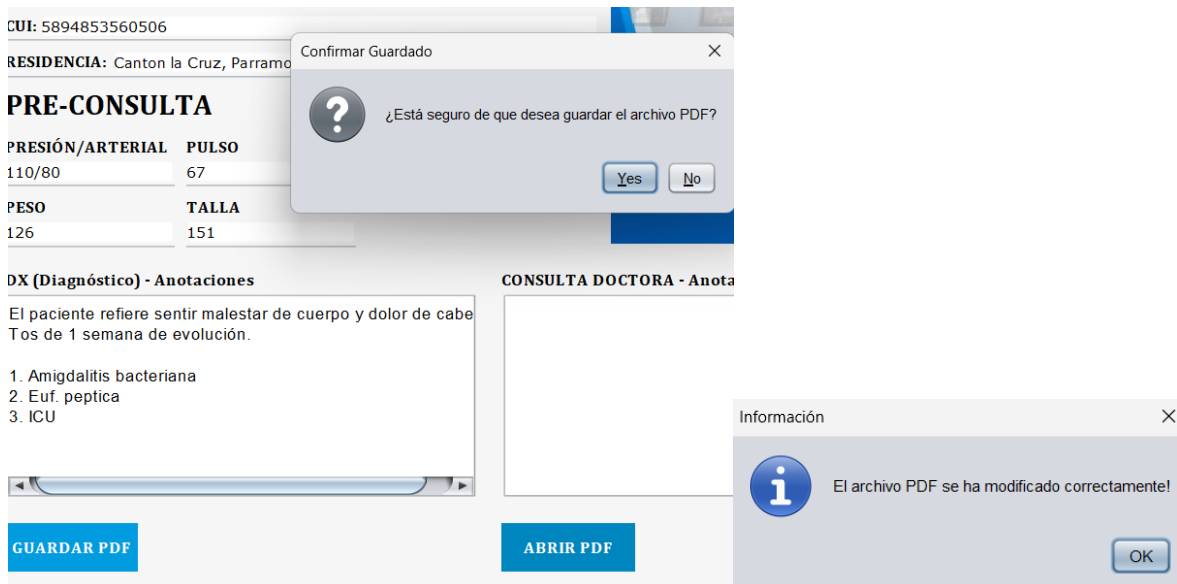 CUI: 5894853560506
RESIDENCIA: Canton la Cruz, Parramo
Confirmar Guardado
¿Está seguro de que desea guardar el archivo PDF?
Yes No
PRE-CONSULTA
PRESIÓN/ARTERIAL PULSO
110/80 67
PESO TALLA
126 151
DX (Diagnóstico) - Anotaciones
El paciente refiere sentir malestar de cuerpo y dolor de cabe
Tos de 1 semana de evolución.
1. Amigdalitis bacteriana
2. Euf. peptica
3. ICU
CONSULTA DOCTORA - Anota
GUARDAR PDF
ABRIR PDF
Información
El archivo PDF se ha modificado correctamente!
OK